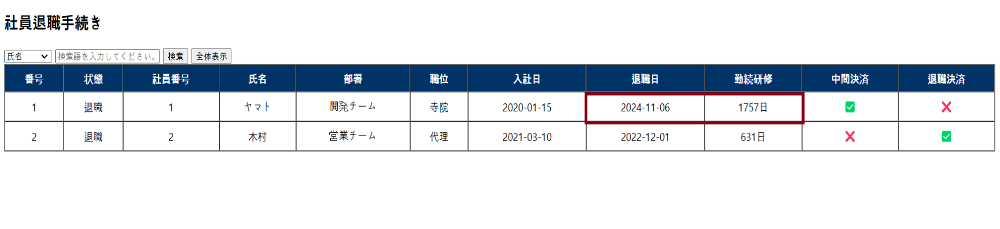 社員退職手続き
氏名 検索語を入力してください。 検索 全体表示
番号 状態 社員番号 氏名 部署 職位 入社日 退職日 勤続研修 中間決済 退職決済
1 退職 1 ヤマト 開発チーム 寺院 2020-01-15 2024-11-06 1757日
2 退職 2 木村 営業チーム 代理 2021-03-10 2022-12-01 631日